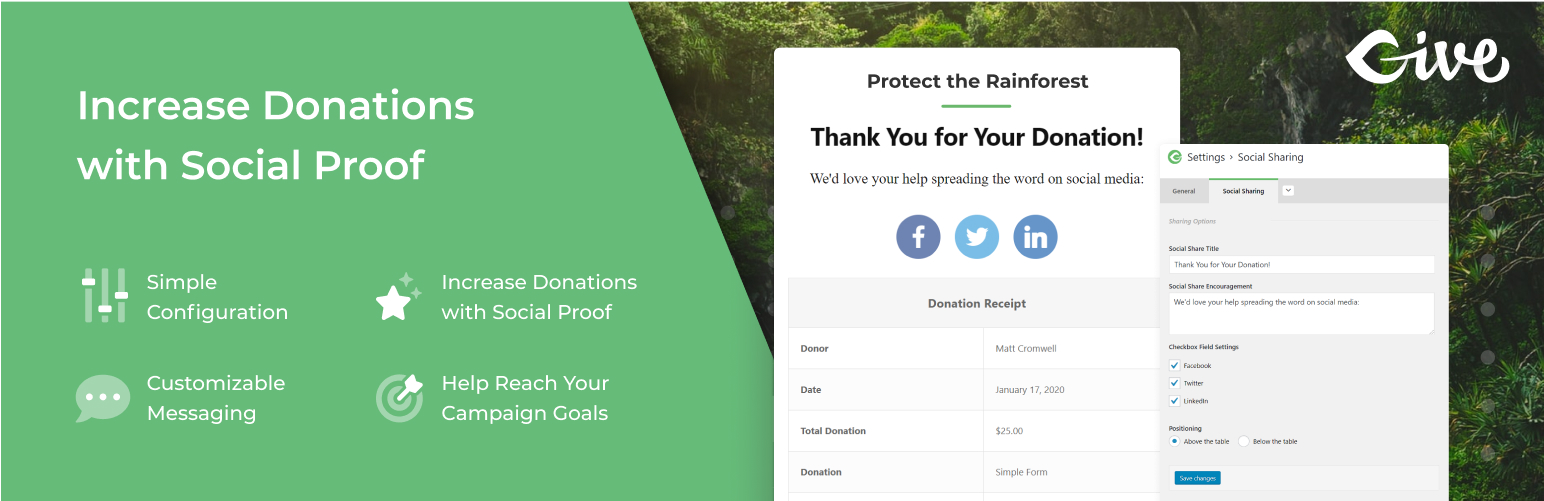 Increase Donations
with Social Proof
Simple
Configuration
Increase Donations
with Social Proof
Customizable
Messaging
Help Reach Your
Campaign Goals
Give
Protect the Rainforest
Thank You for Your Donation!
We'd love your help spreading the word on social media:
f
in
Donation Receipt
Donor Matt Cromwell
Date January 17, 2020
Total Donation $25.00
Donation Simple Form
Settings › Social Sharing
General Social Sharing
Sharing Options
Social Share Title
Thank You for Your Donation!
Social Share Encouragement
We'd love your help spreading the word on social media:
Checkbox Field Settings
Facebook
Twitter
LinkedIn
Positioning
Above the table Below the table
Save changes